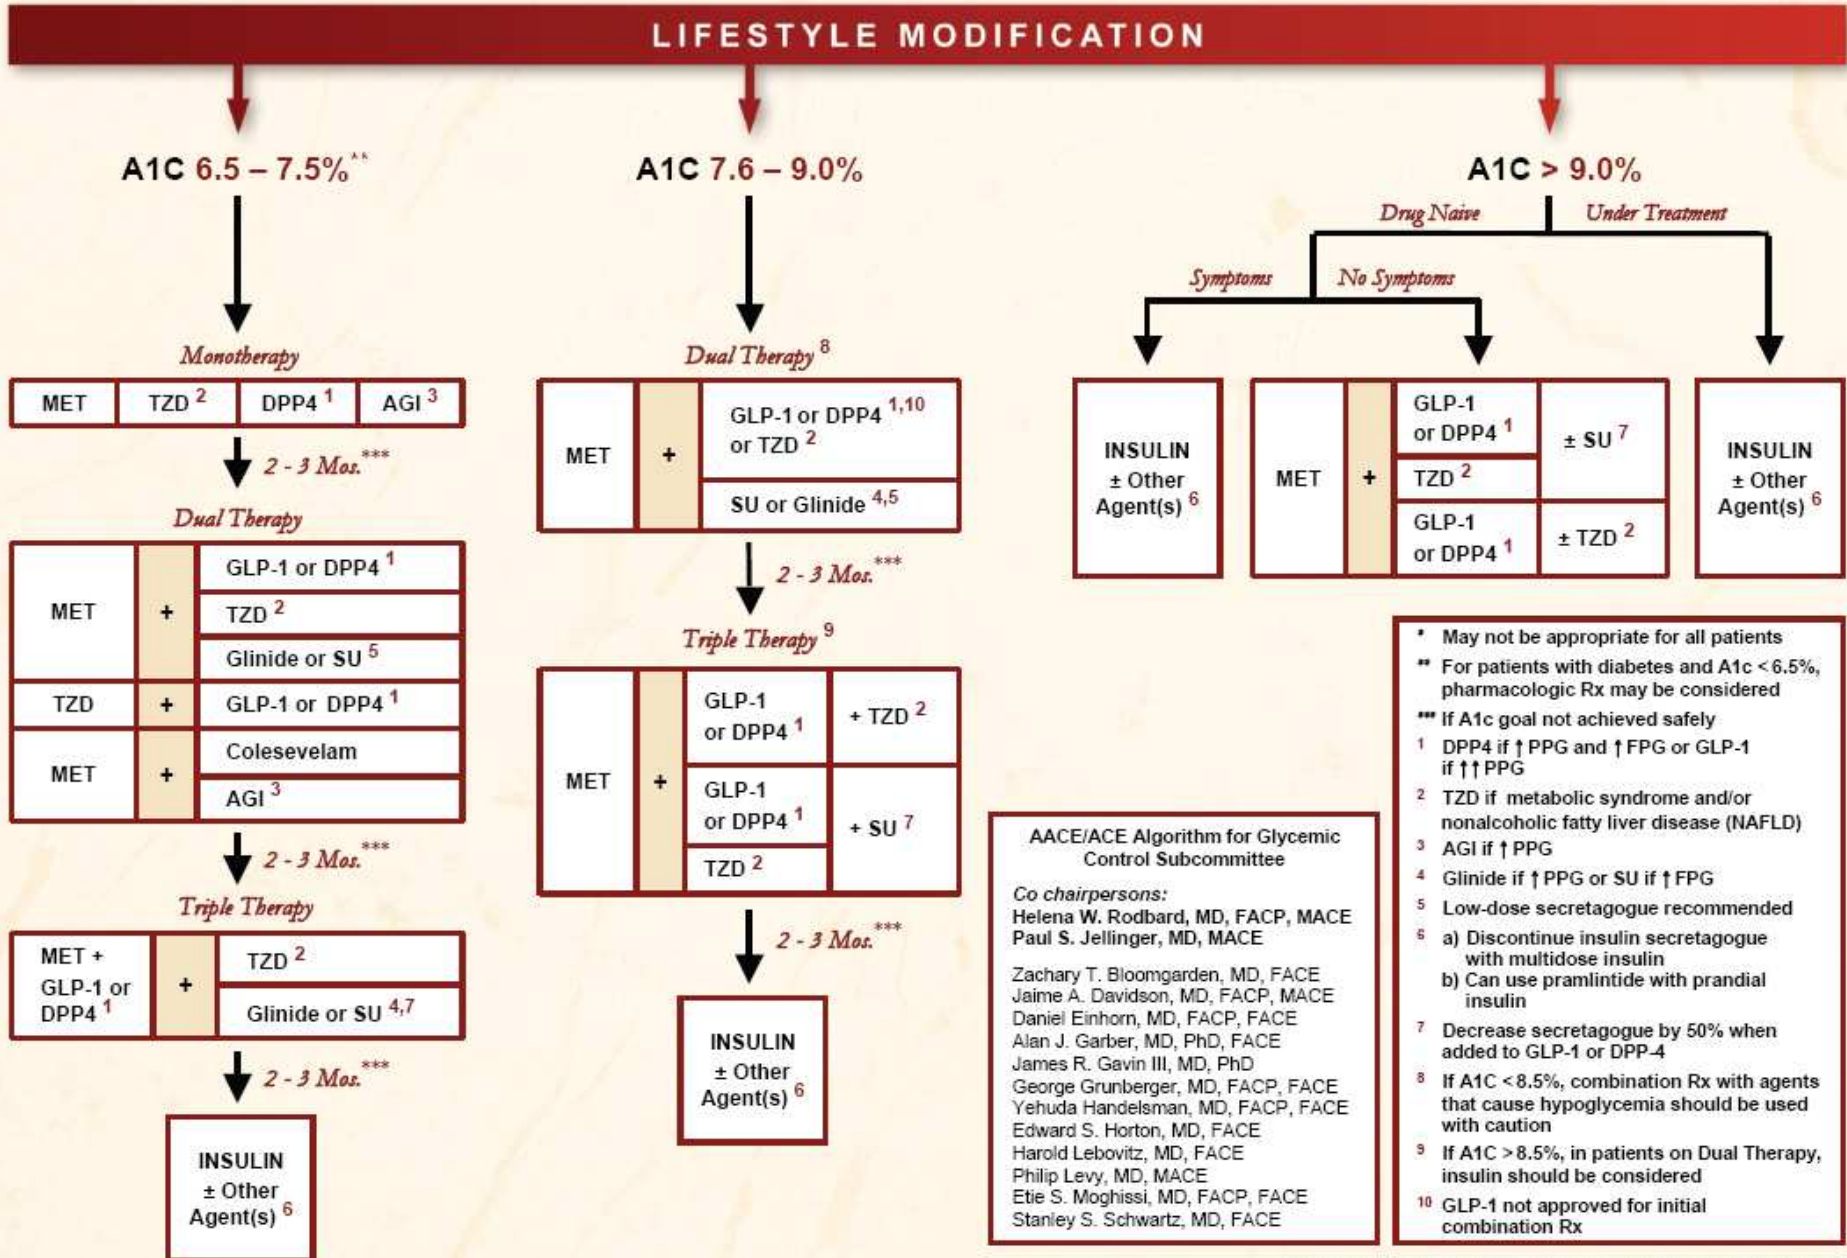 LIFESTYLE MODIFICATION
A1C 6.5 – 7.5%**
Monotherapy
MET TZD 2 DPP4 1 AGI 3
2 - 3 Mos.***
Dual Therapy
MET
+
GLP-1 or DPP4 1
TZD 2
Glinide or SU 5
TZD + GLP-1 or DPP4 1
MET
+
Colesevelam
AGI 3
2 - 3 Mos.***
Triple Therapy
MET +
GLP-1 or
DPP4 1
+
TZD 2
Glinide or SU 4,7
2 - 3 Mos.***
INSULIN
± Other
Agent(s) 6
A1C 7.6 – 9.0%
Dual Therapy 8
MET
+
GLP-1 or DPP4 1,10
or TZD 2
SU or Glinide 4,5
2 - 3 Mos.***
Triple Therapy 9
MET
+
GLP-1
or DPP4 1
+ TZD 2
GLP-1
or DPP4 1
TZD 2
+ SU 7
2 - 3 Mos.***
INSULIN
± Other
Agent(s) 6
A1C > 9.0%
Drug Naive
Under Treatment
Symptoms
No Symptoms
INSULIN
± Other
Agent(s) 6
MET
+
GLP-1
or DPP4 1
TZD 2
± SU 7
GLP-1
or DPP4 1
± TZD 2
INSULIN
± Other
Agent(s) 6
AACE/ACE Algorithm for Glycemic
Control Subcommittee
Co chairpersons:
Helena W. Rodbard, MD, FACP, MACE
Paul S. Jellinger, MD, MACE
Zachary T. Bloomgarden, MD, FACE
Jaime A. Davidson, MD, FACP, MACE
Daniel Einhorn, MD, FACP, FACE
Alan J. Garber, MD, PhD, FACE
James R. Gavin III, MD, PhD
George Grunberger, MD, FACP, FACE
Yehuda Handelsman, MD, FACP, FACE
Edward S. Horton, MD, FACE
Harold Lebovitz, MD, FACE
Philip Levy, MD, MACE
Etie S. Moghissi, MD, FACP, FACE
Stanley S. Schwartz, MD, FACE
* May not be appropriate for all patients
** For patients with diabetes and A1c < 6.5%,
pharmacologic Rx may be considered
*** If A1c goal not achieved safely
1 DPP4 if ↑ PPG and ↑ FPG or GLP-1
if ↑↑ PPG
2 TZD if metabolic syndrome and/or
nonalcoholic fatty liver disease (NAFLD)
3 AGI if ↑ PPG
4 Glinide if ↑ PPG or SU if ↑ FPG
5 Low-dose secretagogue recommended
6 a) Discontinue insulin secretagogue
with multidose insulin
b) Can use pramlintide with prandial
insulin
7 Decrease secretagogue by 50% when
added to GLP-1 or DPP-4
8 If A1C < 8.5%, combination Rx with agents
that cause hypoglycemia should be used
with caution
9 If A1C > 8.5%, in patients on Dual Therapy,
insulin should be considered
10 GLP-1 not approved for initial
combination Rx